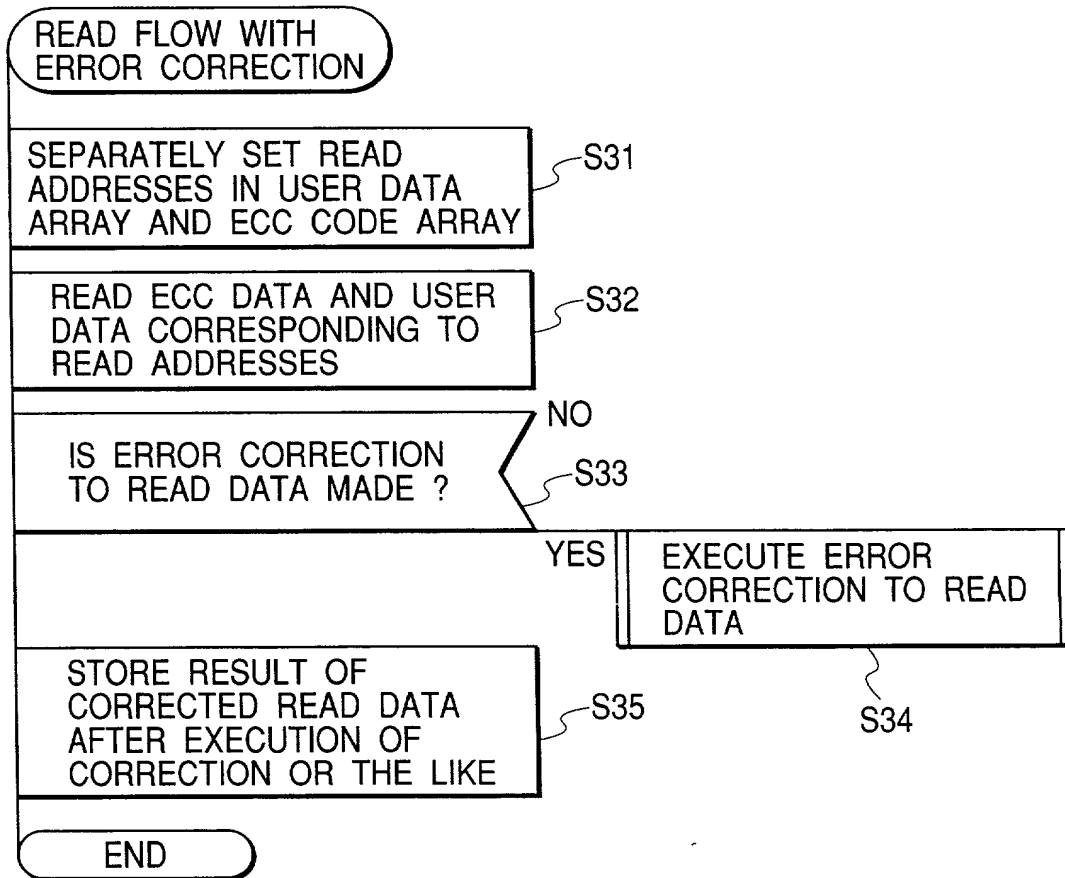 READ FLOW WITH
ERROR CORRECTION
SEPARATELY SET READ
ADDRESSES IN USER DATA
ARRAY AND ECC CODE ARRAY
S31
READ ECC DATA AND USER
DATA CORRESPONDING TO
READ ADDRESSES
S32
IS ERROR CORRECTION
TO READ DATA MADE ?
NO
S33
YES
EXECUTE ERROR
CORRECTION TO READ
DATA
S34
STORE RESULT OF
CORRECTED READ DATA
AFTER EXECUTION OF
CORRECTION OR THE LIKE
S35
END